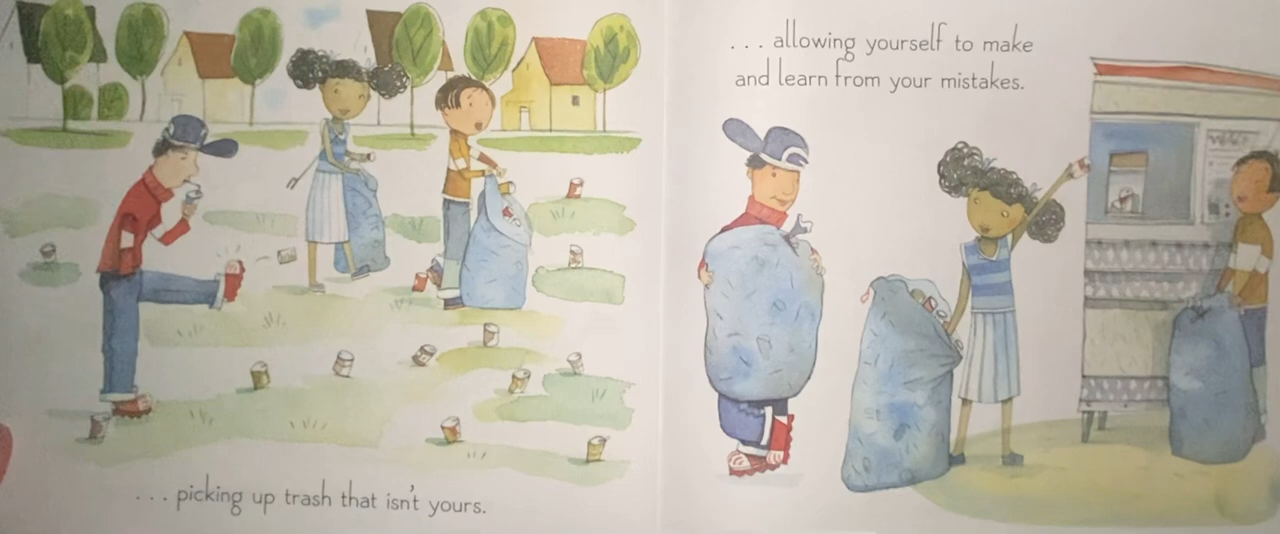 ... picking up trash that isn't yours.
... allowing yourself to make
and learn from your mistakes.